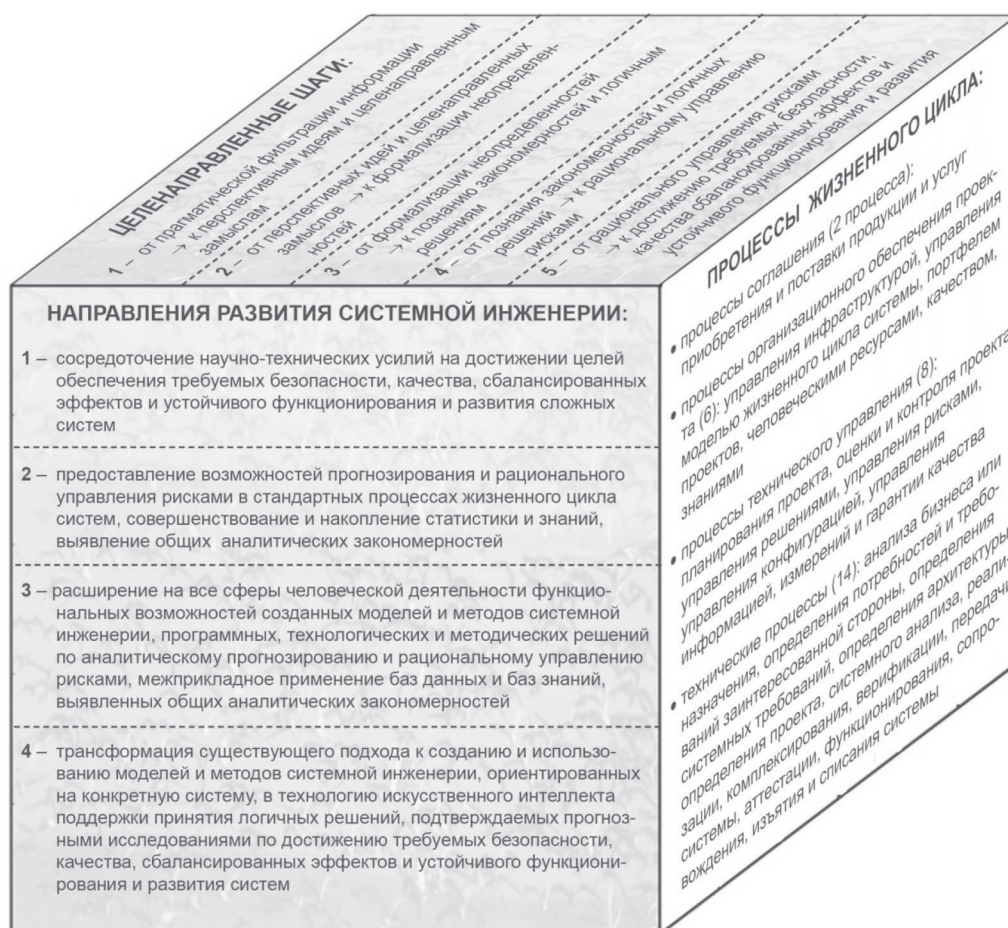 ЦЕЛЕНАПРАВЛЕННЫЕ ШАГИ:
1 – от прагматической фильтрации информации
→ к перспективным идеям и целенаправленным
замыслам
2 – от перспективных идей и целенаправленных
замыслов → к формализации неопределен-
ностей
3 – от формализации неопределенностей
→ к познанию закономерностей и логичным
решениям
4 – от познания закономерностей и логичных
решений → к рациональному управлению
рисками
5 – от рационального управления рисками
→ к достижению требуемых безопасности,
качества сбалансированных эффектов и
устойчивого функционирования и развития
НАПРАВЛЕНИЯ РАЗВИТИЯ СИСТЕМНОЙ ИНЖЕНЕРИИ:
1 – сосредоточение научно-технических усилий на достижении целей
обеспечения требуемых безопасности, качества, сбалансированных
эффектов и устойчивого функционирования и развития сложных
систем
2 – предоставление возможностей прогнозирования и рационального
управления рисками в стандартных процессах жизненного цикла
систем, совершенствование и накопление статистики и знаний,
выявление общих аналитических закономерностей
3 – расширение на все сферы человеческой деятельности функцио-
нальных возможностей созданных моделей и методов системной
инженерии, программных, технологических и методических решений
по аналитическому прогнозированию и рациональному управлению
рисками, межприкладное применение баз данных и баз знаний,
выявленных общих аналитических закономерностей
4 – трансформация существующего подхода к созданию и использо-
ванию моделей и методов системной инженерии, ориентированных
на конкретную систему, в технологию искусственного интеллекта
поддержки принятия логичных решений, подтверждаемых прогноз-
ными исследованиями по достижению требуемых безопасности,
качества, сбалансированных эффектов и устойчивого функциони-
рования и развития систем
ПРОЦЕССЫ ЖИЗНЕННОГО ЦИКЛА:
• процессы соглашения (2 процесса):
приобретения и поставки продукции и услуг
• процессы организационного обеспечения проек-
та (6): управления инфраструктурой, управления
моделью жизненного цикла системы, портфелем
проектов, человеческими ресурсами, качеством,
знаниями
• процессы технического управления (8):
планирования проекта, оценки и контроля проекта,
управления решениями, управления рисками,
управления конфигурацией, управления
информацией, измерений и гарантии качества
• технические процессы (14): анализа бизнеса или
назначения, определения потребностей и требо-
ваний заинтересованной стороны, определения
системных требований, определения архитектуры,
определения проекта, системного анализа, реали-
зации, комплексирования, верификации, передачи
системы, аттестации, функционирования, сопро-
вождения, изъятия и списания системы